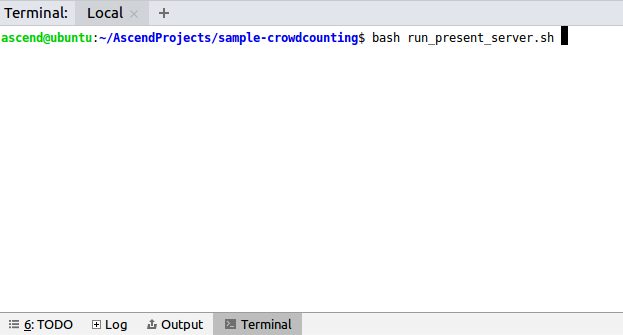 Terminal: Local × +
ascend@ubuntu:~/AscendProjects/sample-crowdcounting$ bash run_present_server.sh
6: TODO Log Output Terminal